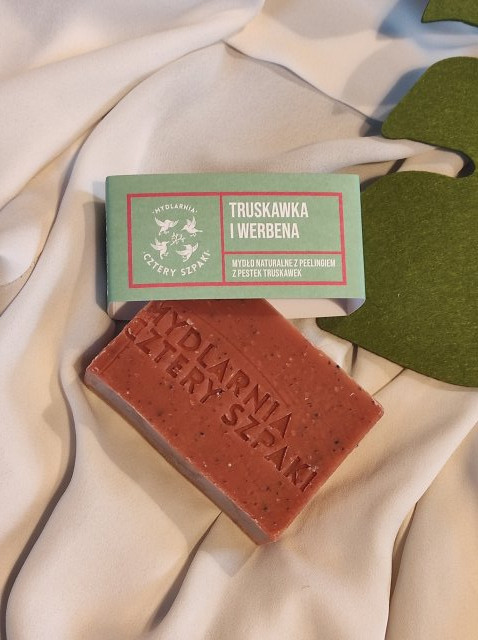 MYDLARNIA
CZTERY SZPAKI
TRUSKAWKA
I WERBENA
MYDŁO NATURALNE Z PEELINGIEM
Z PESTEK TRUSKAWEK
MYDLARNIA
CZTERY SZPAKI